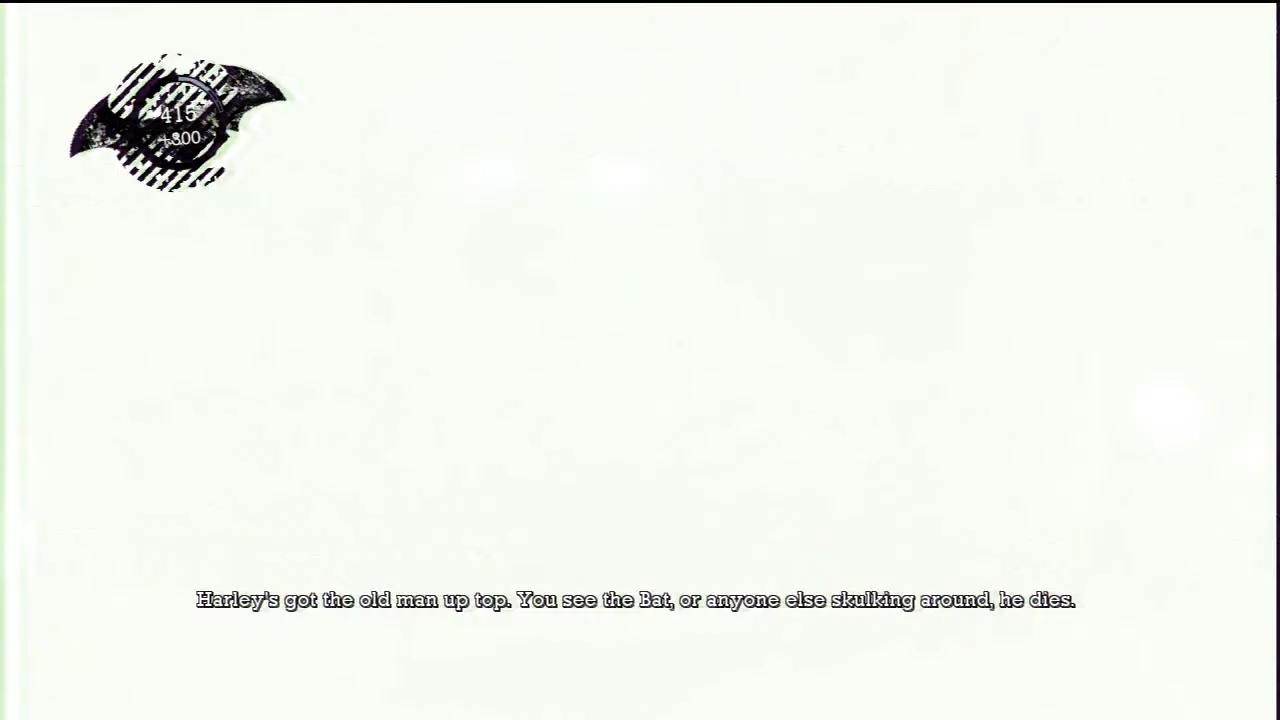 415
+800
Harley's got the old man up top. You see the Bat, or anyone else skulking around, he dies.